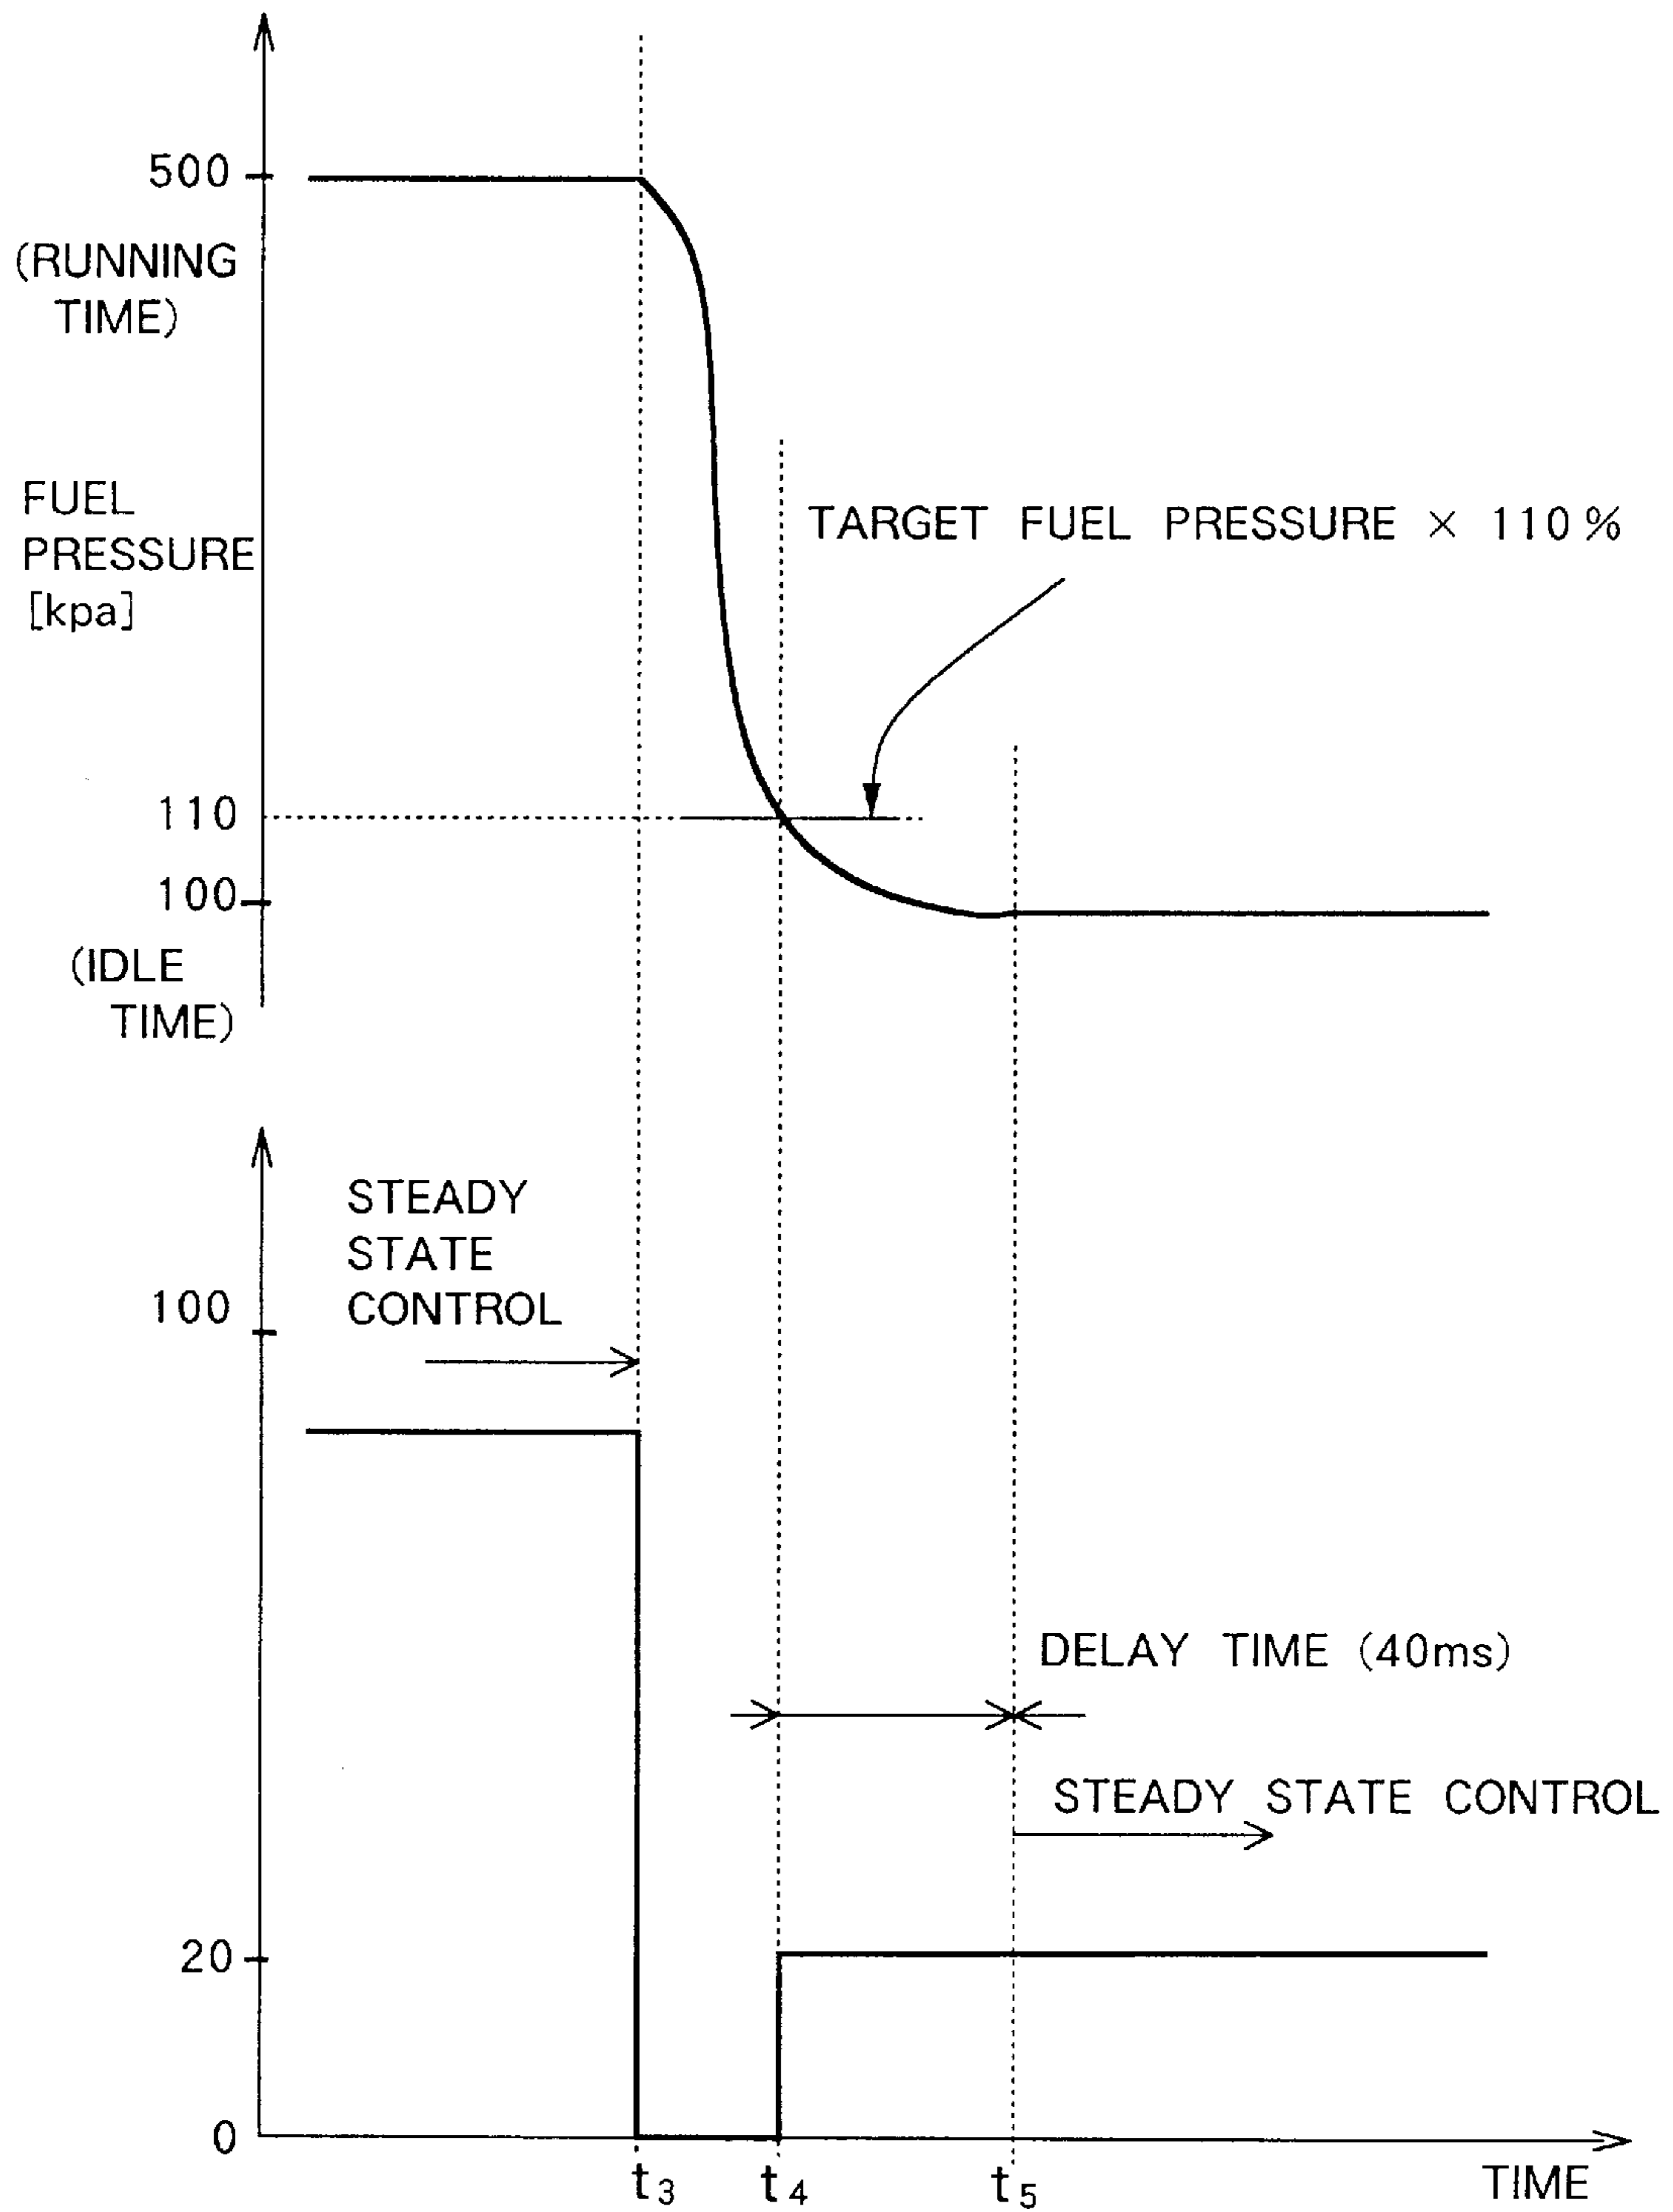 500
(RUNNING
TIME)
FUEL
PRESSURE
[kpa]
TARGET FUEL PRESSURE × 110%
110
100
(IDLE
TIME)
STEADY
STATE
CONTROL
100
DELAY TIME (40ms)
STEADY STATE CONTROL
20
0
t3 t4 t5 TIME